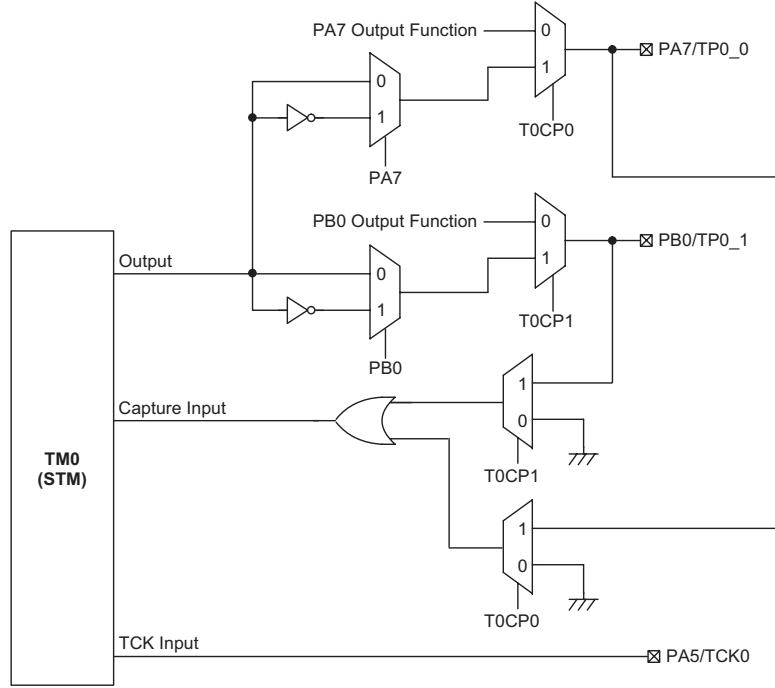 PA7 Output Function
0
1
PA7/TP0_0
0
1
T0CP0
PA7
PB0 Output Function
0
1
PB0/TP0_1
Output
0
1
T0CP1
PB0
Capture Input
1
0
T0CP1
TM0
(STM)
1
0
T0CP0
TCK Input
PA5/TCK0